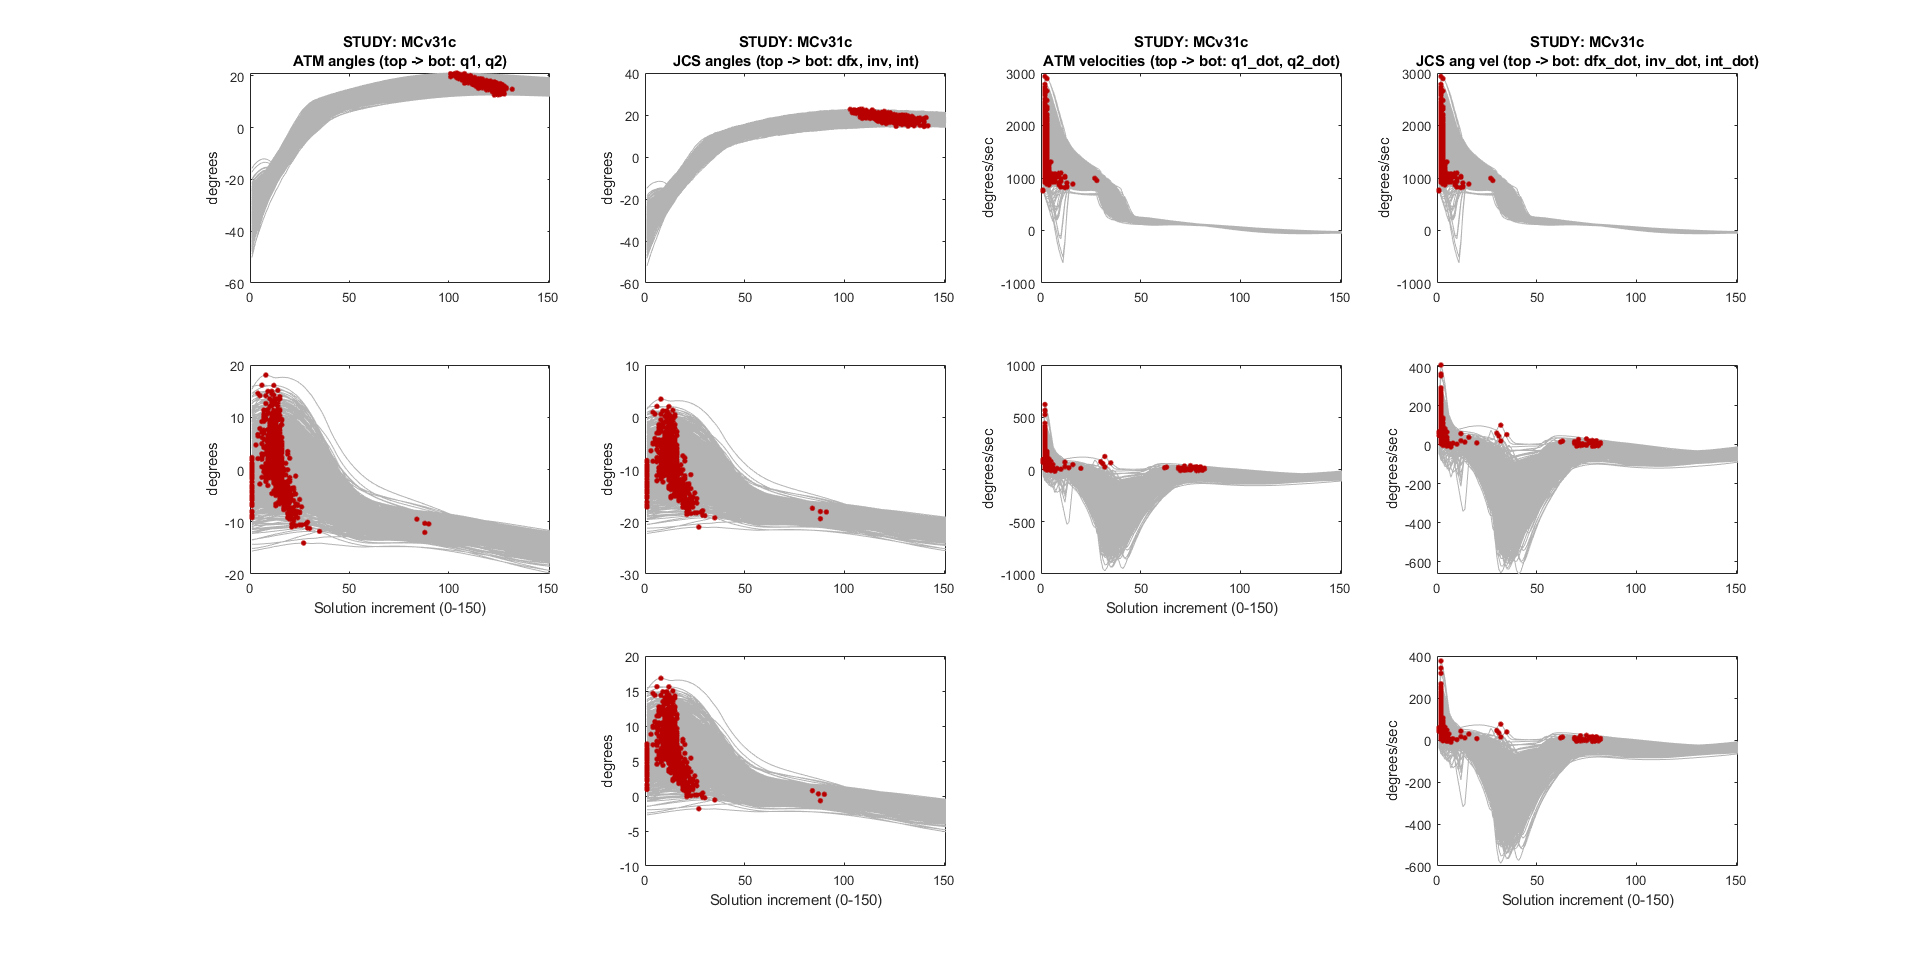 STUDY: MCv31c
ATM angles (top -> bot: q1, q2)
20
0
-20
-40
-60
degrees
0 50 100 150
STUDY: MCv31c
JCS angles (top -> bot: dfx, inv, int)
40
20
0
-20
-40
-60
degrees
0 50 100 150
STUDY: MCv31c
ATM velocities (top -> bot: q1_dot, q2_dot)
3000
2000
1000
0
-1000
degrees/sec
0 50 100 150
STUDY: MCv31c
JCS ang vel (top -> bot: dfx_dot, inv_dot, int_dot)
3000
2000
1000
0
-1000
degrees/sec
0 50 100 150
20
10
0
-10
-20
degrees
0 50 100 150
Solution increment (0-150)
10
0
-10
-20
-30
degrees
0 50 100 150
1000
500
0
-500
-1000
degrees/sec
0 50 100 150
Solution increment (0-150)
400
200
0
-200
-400
-600
degrees/sec
0 50 100 150
20
15
10
5
0
-5
-10
degrees
0 50 100 150
Solution increment (0-150)
400
200
0
-200
-400
-600
degrees/sec
0 50 100 150
Solution increment (0-150)